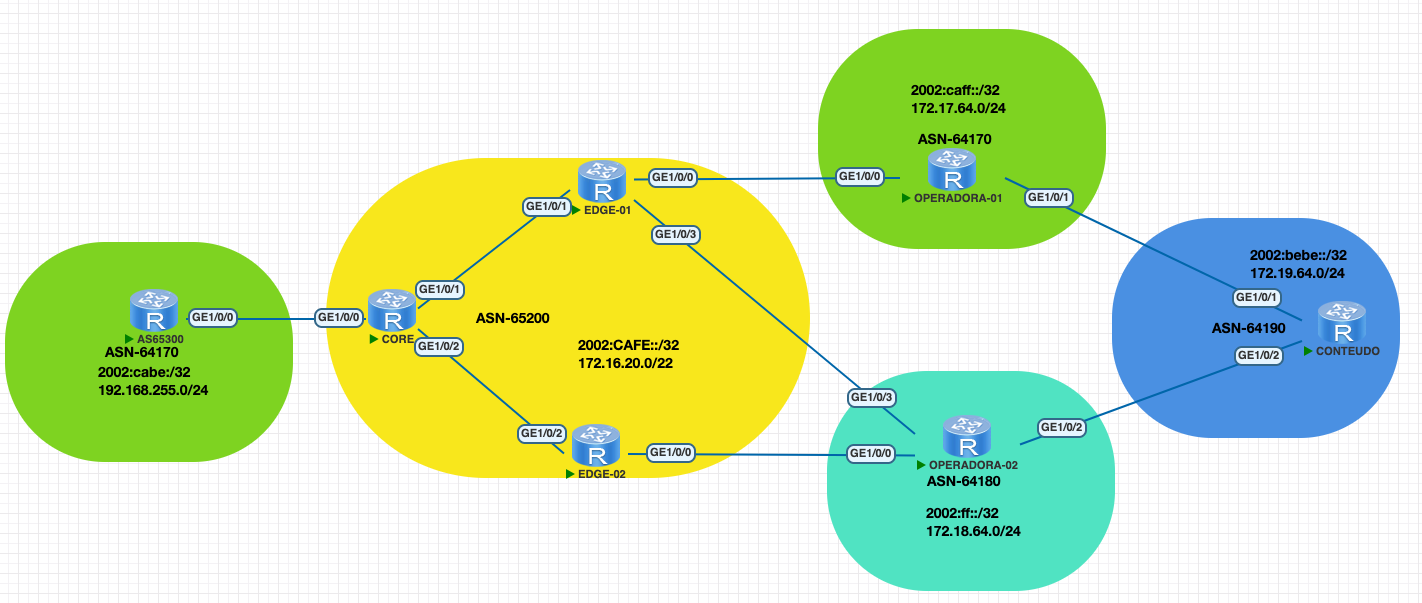 2002:caff::/32
172.17.64.0/24
ASN-64170
GE1/0/0
OPERADORA-01
GE1/0/1
GE1/0/0
GE1/0/1
EDGE-01
GE1/0/3
2002:bebe::/32
172.19.64.0/24
GE1/0/1
ASN-64190
CONTEUDO
GE1/0/2
GE1/0/0
AS65300
ASN-64170
2002:cabe:/32
192.168.255.0/24
GE1/0/0
GE1/0/1
CORE
GE1/0/2
ASN-65200
2002:CAFE::/32
172.16.20.0/22
GE1/0/2
GE1/0/0
EDGE-02
GE1/0/3
GE1/0/0
GE1/0/2
OPERADORA-02
ASN-64180
2002:ff::/32
172.18.64.0/24